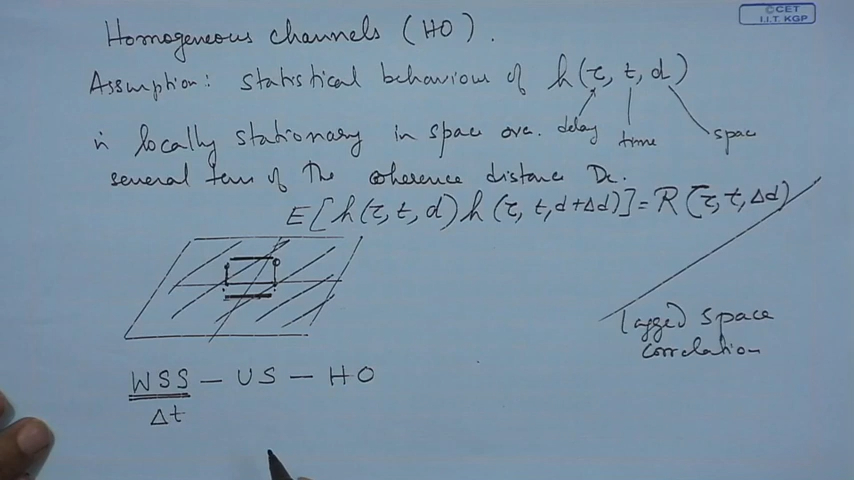 ©CET
I.I.T. KGP
Homogeneous channels (HO).
Assumption: statistical behaviour of h(τ, t, d)
is locally stationary in space ove. delay time space
several tens of the coherence distance Dc.
E[h(τ, t, d) h(τ, t, d+Δd)] = R(τ, t, Δd)
lagged space
correlation
WSS – US – HO
Δt